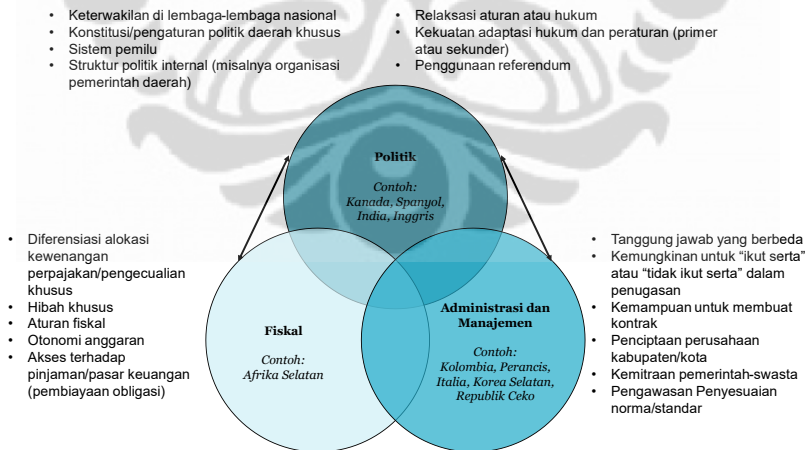 • Keterwakilan di lembaga-lembaga nasional
• Konstitusi/pengaturan politik daerah khusus
• Sistem pemilu
• Struktur politik internal (misalnya organisasi
pemerintah daerah)
• Relaksasi aturan atau hukum
• Kekuatan adaptasi hukum dan peraturan (primer
atau sekunder)
• Penggunaan referendum
Politik
Contoh:
Kanada, Spanyol,
India, Inggris
• Diferensiasi alokasi
kewenangan
perpajakan/pengecualian
khusus
• Hibah khusus
• Aturan fiskal
• Otonomi anggaran
• Akses terhadap
pinjaman/pasar keuangan
(pembiayaan obligasi)
Fiskal
Contoh:
Afrika Selatan
Administrasi dan
Manajemen
Contoh:
Kolombia, Perancis,
Italia, Korea Selatan,
Republik Ceko
• Tanggung jawab yang berbeda
• Kemungkinan untuk “ikut serta”
atau “tidak ikut serta” dalam
penugasan
• Kemampuan untuk membuat
kontrak
• Penciptaan perusahaan
kabupaten/kota
• Kemitraan pemerintah-swasta
• Pengawasan Penyesuaian
norma/standar